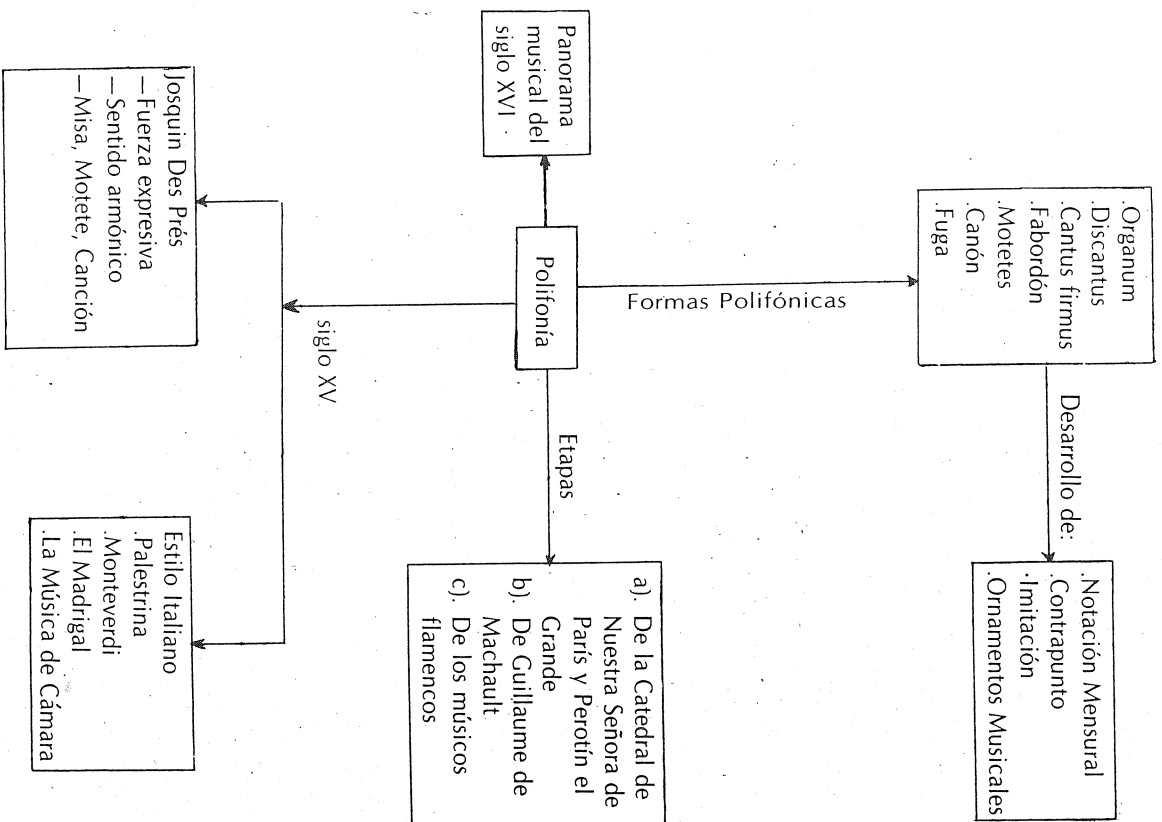 .Organum
.Discantus
.Cantus firmus
.Fabordón
.Motetes
.Canón
.Fuga
Desarrollo de:
.Notación Mensural
.Contrapunto
.Imitación
.Ornamentos Musicales
Formas Polifónicas
Panorama
musical del
siglo XVI
Polifonía
Etapas
a). De la Catedral de
Nuestra Señora de
París y Perotín el
Grande
b). De Guillaume de
Machault
c). De los músicos
flamencos
siglo XV
Josquin Des Prés
—Fuerza expresiva
—Sentido armónico
—Misa, Motete, Canción
Estilo Italiano
.Palestrina
.Monteverdi
.El Madrigal
.La Música de Cámara